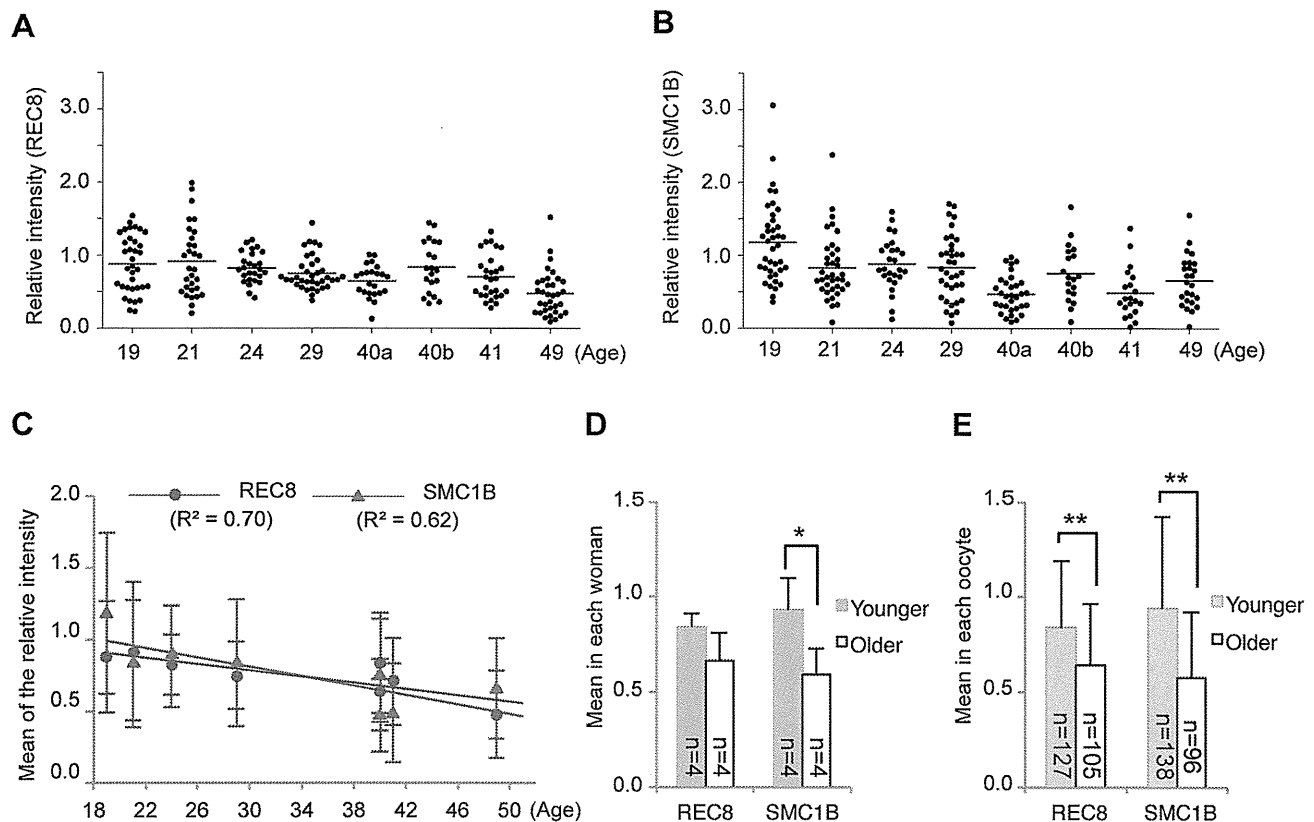 A
Relative intensity (REC8)
3.0
2.0
1.0
0.0
19 21 24 29 40a 40b 41 49 (Age)
B
Relative intensity (SMC1B)
3.0
2.0
1.0
0.0
19 21 24 29 40a 40b 41 49 (Age)
C
Mean of the relative intensity
2.0
1.5
1.0
0.5
0.0
REC8 SMC1B
(R² = 0.70) (R² = 0.62)
18 22 26 30 34 38 42 46 50 (Age)
D
Mean in each woman
1.5
1.0
0.5
0.0
*
Younger
Older
n=4 n=4 n=4 n=4
REC8 SMC1B
E
Mean in each oocyte
1.5
1.0
0.5
0.0
** **
Younger
Older
n=127 n=105 n=138 n=96
REC8 SMC1B